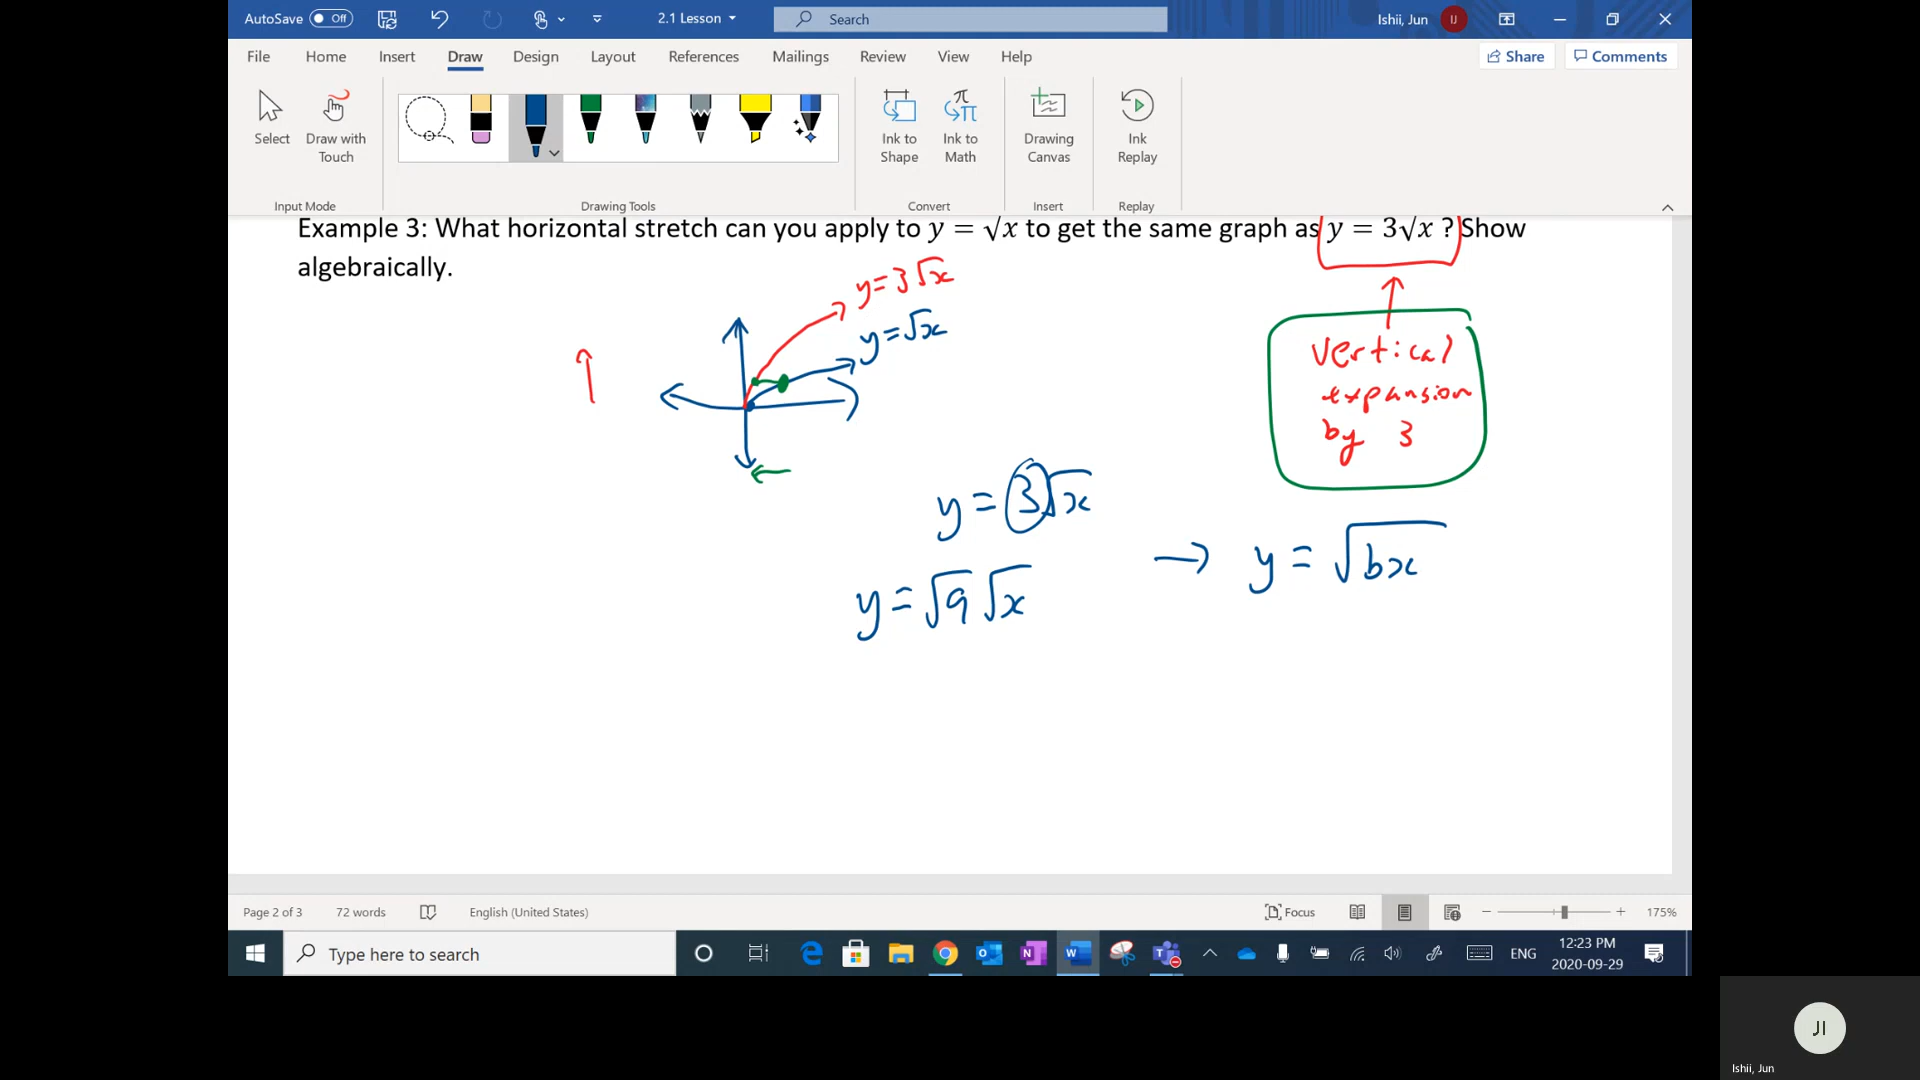 AutoSave Off 2.1 Lesson Search Ishii, Jun IJ
File Home Insert Draw Design Layout References Mailings Review View Help Share Comments
Select Draw with Touch Ink to Shape Ink to Math Drawing Canvas Ink Replay
Input Mode Drawing Tools Convert Insert Replay
Example 3: What horizontal stretch can you apply to y = √x to get the same graph as y = 3√x ? Show
algebraically.
y = 3√x
y = √x
vertical
expansion
by 3
y = 3√x
→ y = √bx
y = √9 √x
Page 2 of 3 72 words English (United States) Focus 175%
Type here to search ENG 12:23 PM
2020-09-29
JI
Ishii, Jun